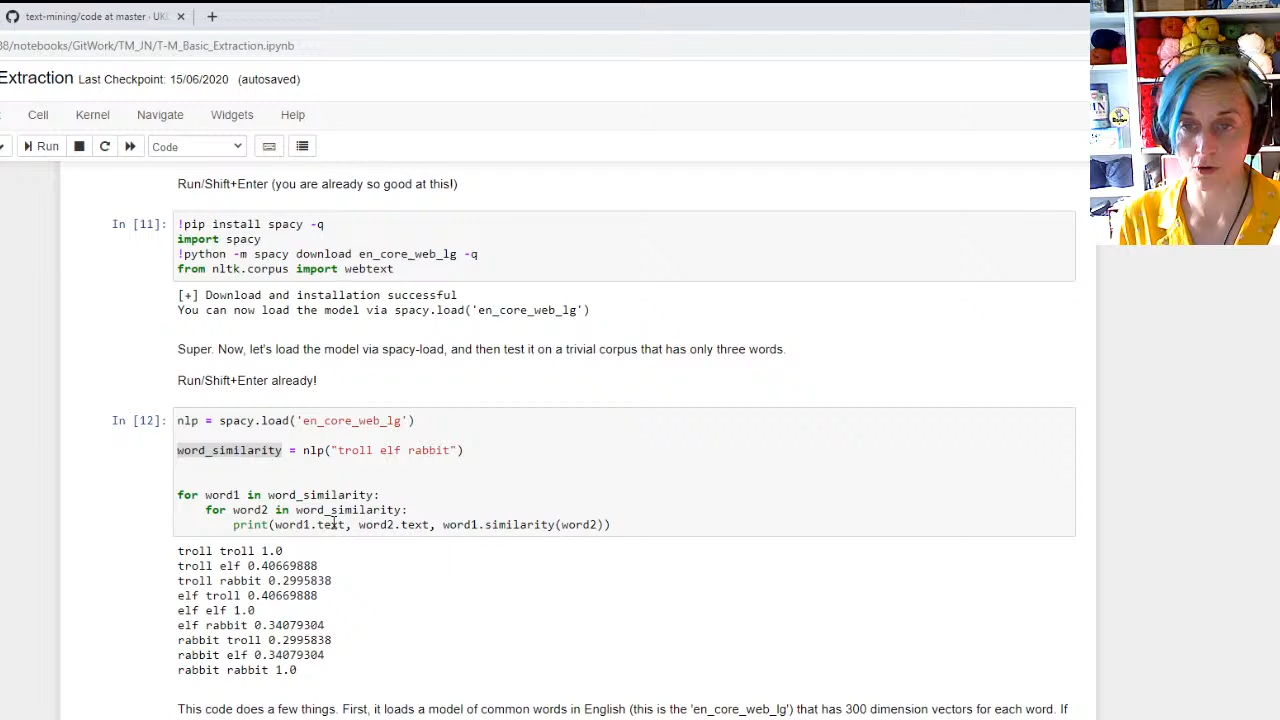 text-mining/code at master · UKD
38/notebooks/GitWork/TM_JN/T-M_Basic_Extraction.ipynb
Extraction Last Checkpoint: 15/06/2020 (autosaved)
Cell Kernel Navigate Widgets Help
Run Code
Run/Shift+Enter (you are already so good at this!)
In [11]: !pip install spacy -q
import spacy
!python -m spacy download en_core_web_lg -q
from nltk.corpus import webtext
[+] Download and installation successful
You can now load the model via spacy.load('en_core_web_lg')
Super. Now, let's load the model via spacy-load, and then test it on a trivial corpus that has only three words.
Run/Shift+Enter already!
In [12]: nlp = spacy.load('en_core_web_lg')
word_similarity = nlp("troll elf rabbit")
for word1 in word_similarity:
for word2 in word_similarity:
print(word1.text, word2.text, word1.similarity(word2))
troll troll 1.0
troll elf 0.40669888
troll rabbit 0.2995838
elf troll 0.40669888
elf elf 1.0
elf rabbit 0.34079304
rabbit troll 0.2995838
rabbit elf 0.34079304
rabbit rabbit 1.0
This code does a few things. First, it loads a model of common words in English (this is the 'en_core_web_lg') that has 300 dimension vectors for each word. If